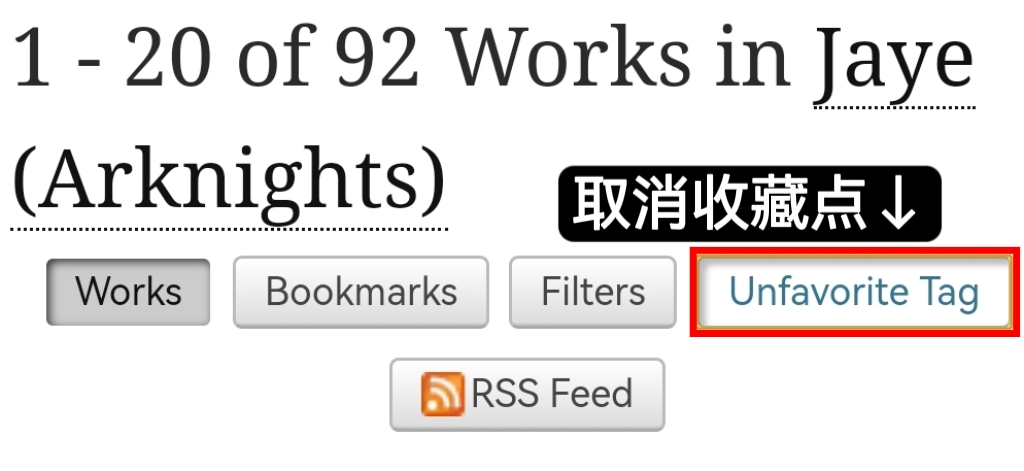 1 - 20 of 92 Works in Jaye
(Arknights)
取消收藏点↓
Works
Bookmarks
Filters
Unfavorite Tag
RSS Feed